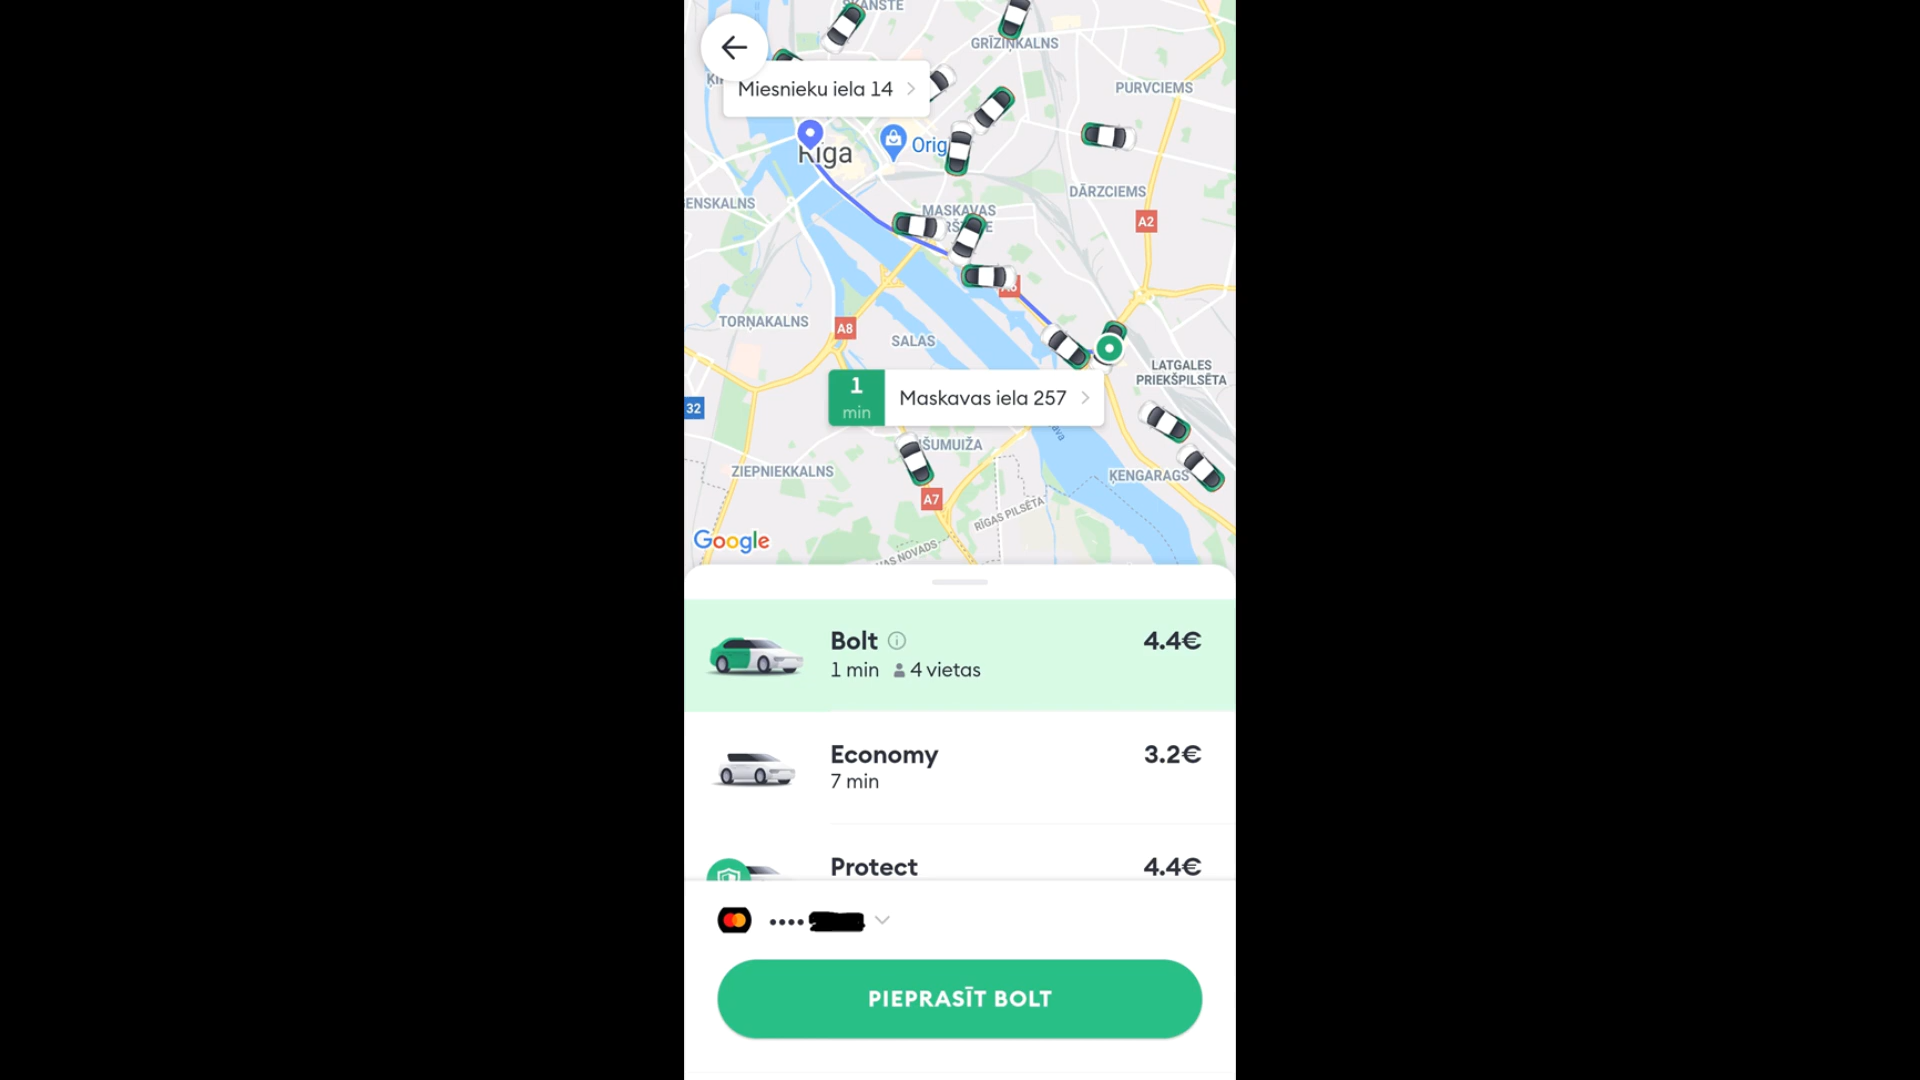 SKANSTE
GRĪZIŅKALNS
PURVCIEMS
Miesnieku iela 14
Rīga
Orig
DĀRZCIEMS
MASKAVAS
A2
TORŅAKALNS
A8
SALAS
LATGALES
PRIEKŠPILSĒTA
1
min
Maskavas iela 257
32
ZIEPNIEKKALNS
ĶENGARAGS
A7
RĪGAS PILSĒTA
Google
Bolt
4.4€
1 min 4 vietas
Economy
3.2€
7 min
Protect
4.4€
••••
PIEPRASĪT BOLT